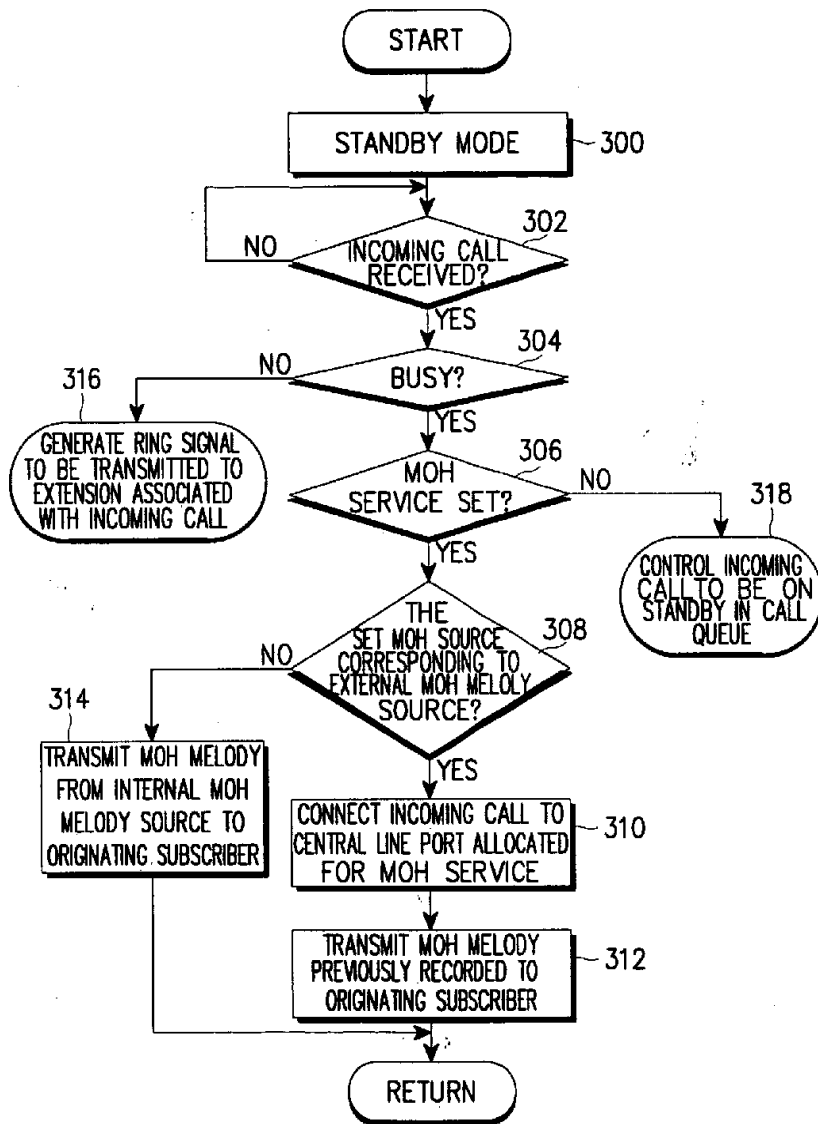 START
STANDBY MODE
300
302
INCOMING CALL
RECEIVED?
NO
YES
304
BUSY?
NO
YES
316
GENERATE RING SIGNAL
TO BE TRANSMITTED TO
EXTENSION ASSOCIATED
WITH INCOMING CALL
306
MOH
SERVICE SET?
NO
YES
318
CONTROL INCOMING
CALL TO BE ON
STANDBY IN CALL
QUEUE
THE
SET MOH SOURCE
CORRESPONDING TO
EXTERNAL MOH MELOLY
SOURCE?
308
NO
YES
314
TRANSMIT MOH MELODY
FROM INTERNAL MOH
MELODY SOURCE TO
ORIGINATING SUBSCRIBER
CONNECT INCOMING CALL TO
CENTRAL LINE PORT ALLOCATED
FOR MOH SERVICE
310
TRANSMIT MOH MELODY
PREVIOUSLY RECORDED TO
ORIGINATING SUBSCRIBER
312
RETURN